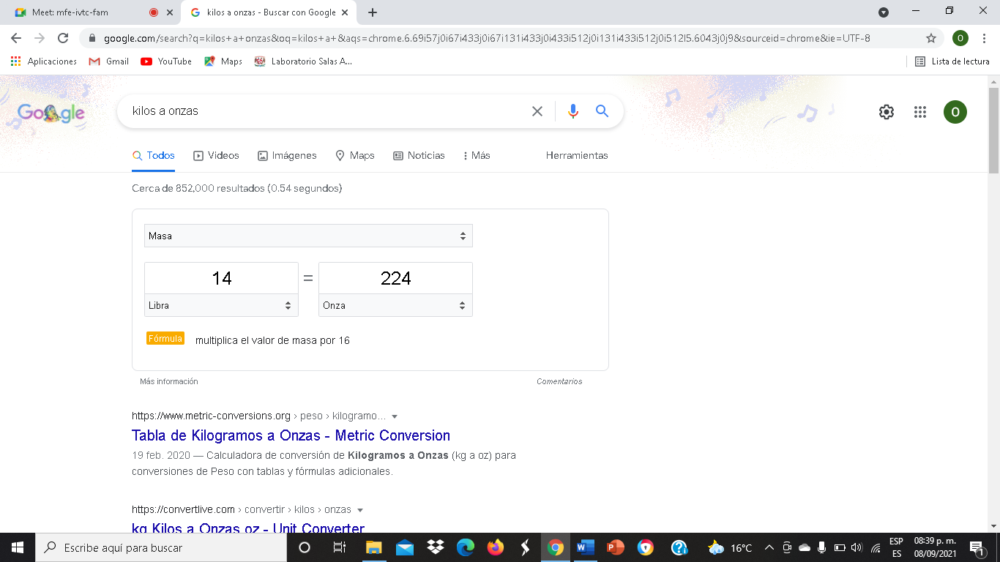 Meet: mfe-ivtc-fam
kilos a onzas - Buscar con Google
google.com/search?q=kilos+a+onzas&oq=kilos+a+&aqs=chrome.6.69i57j0i67i433j0i67i131i433j0i433i512j0i131i433i512j0i512l5.6043j0j9&sourceid=chrome&ie=UTF-8
O
Aplicaciones
Gmail
YouTube
Maps
Laboratorio Salas A...
Lista de lectura
Google
kilos a onzas
O
Todos
Videos
Imágenes
Maps
Noticias
Más
Herramientas
Cerca de 852,000 resultados (0.54 segundos)
Masa
14 = 224
Libra
Onza
Fórmula multiplica el valor de masa por 16
Más información
Comentarios
https://www.metric-conversions.org › peso › kilogramo...
Tabla de Kilogramos a Onzas - Metric Conversion
19 feb. 2020 — Calculadora de conversión de Kilogramos a Onzas (kg a oz) para
conversiones de Peso con tablas y fórmulas adicionales.
https://convertlive.com › convertir › kilos › onzas
kg Kilos a Onzas oz - Unit Converter
Escribe aquí para buscar
16°C
ESP
ES
08:39 p. m.
08/09/2021
1